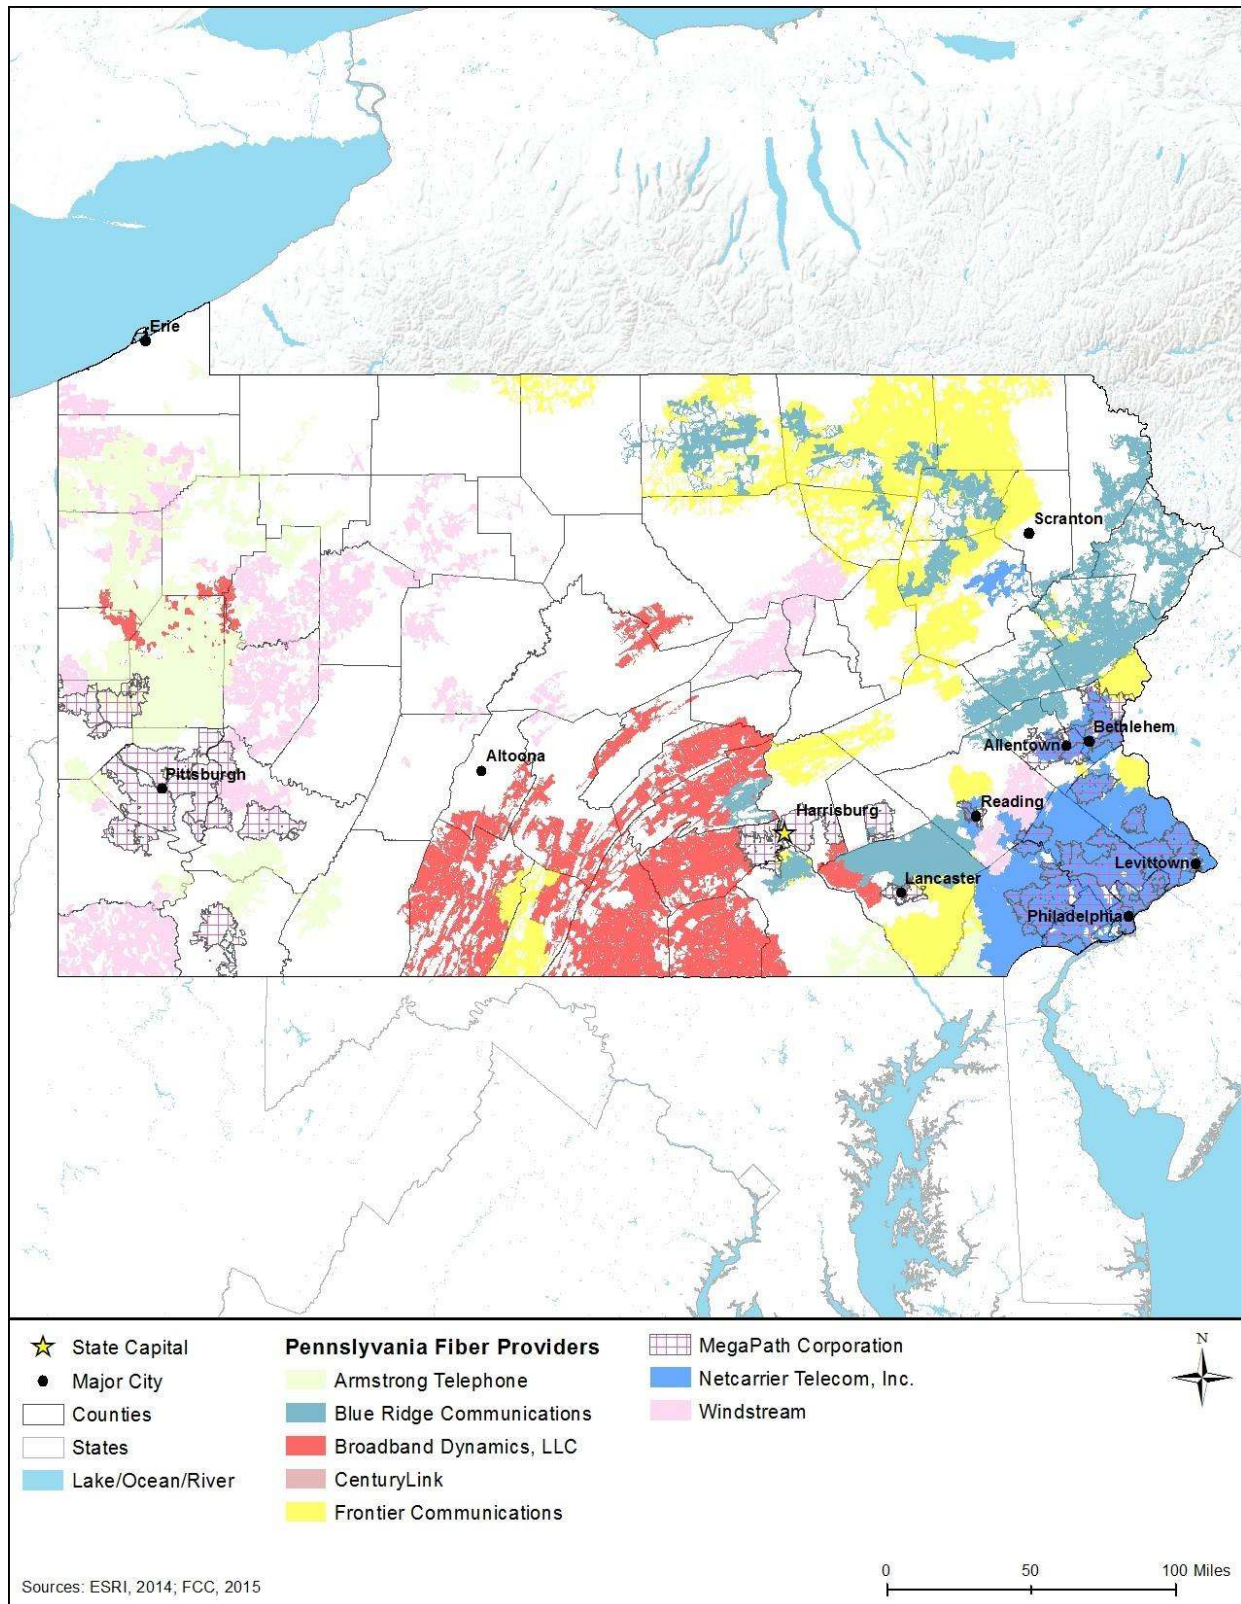 Erie
Scranton
Altoona
Allentown
Bethlehem
Pittsburgh
Harrisburg
Reading
Levittown
Lancaster
Philadelphia
State Capital
Major City
Counties
States
Lake/Ocean/River
Pennslyvania Fiber Providers
Armstrong Telephone
Blue Ridge Communications
Broadband Dynamics, LLC
CenturyLink
Frontier Communications
MegaPath Corporation
Netcarrier Telecom, Inc.
Windstream
N
Sources: ESRI, 2014; FCC, 2015
0 50 100 Miles